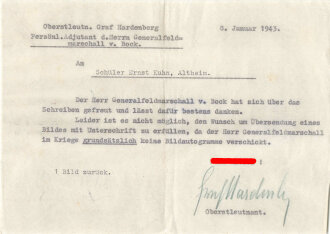 Oberstleutn. Graf Hardenberg 6. Januar 1943.
Persönl.Adjutant d.Herrn Generalfeld=
marschall v. Bock.
An
Schüler Ernst Kuhn, Altheim.
Der Herr Generalfeldmarschall v. Bock hat sich über das
Schreiben gefreut und lässt dafür bestens danken.
Leider ist es nicht möglich, den Wunsch um Übersendung eines
Bildes mit Unterschrift zu erfüllen, da der Herr Generalfeldmarschall
im Kriege grundsätzlich keine Bildautogramme verschickt.
:
1 Bild zurück.
Graf Hardenberg
Oberstleutnant.